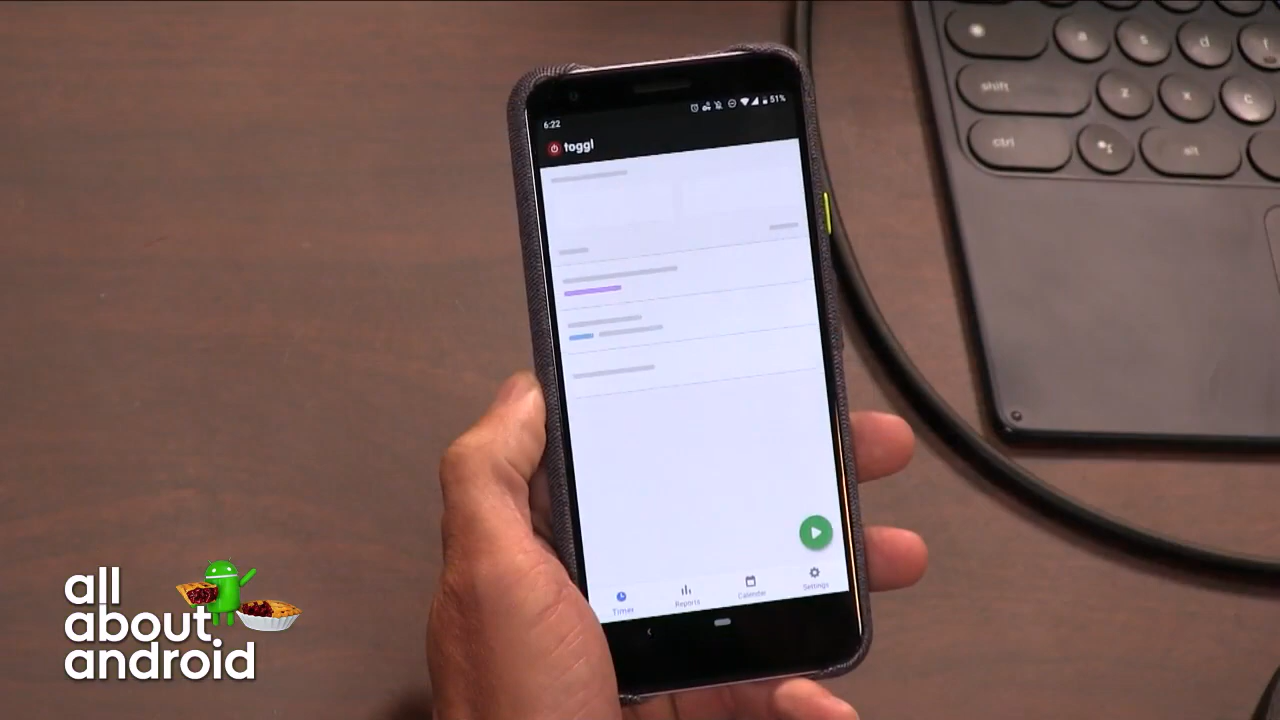 6:22
51%
toggl
Timer
Reports
Calendar
Settings
a
s
d
f
shift
z
x
c
ctrl
alt
all
about
android